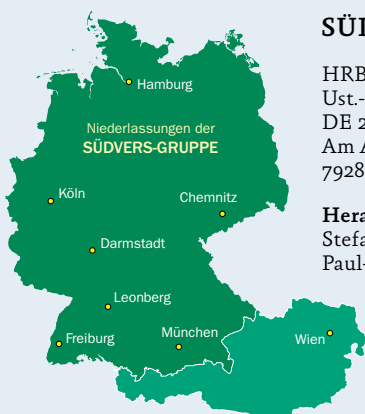 Niederlassungen der
SÜDVERS-GRUPPE
Hamburg
Köln
Chemnitz
Darmstadt
Leonberg
Freiburg
München
Wien
HRB
Ust.-
DE 2
Am A
7928
Hera
Stefa
Paul-